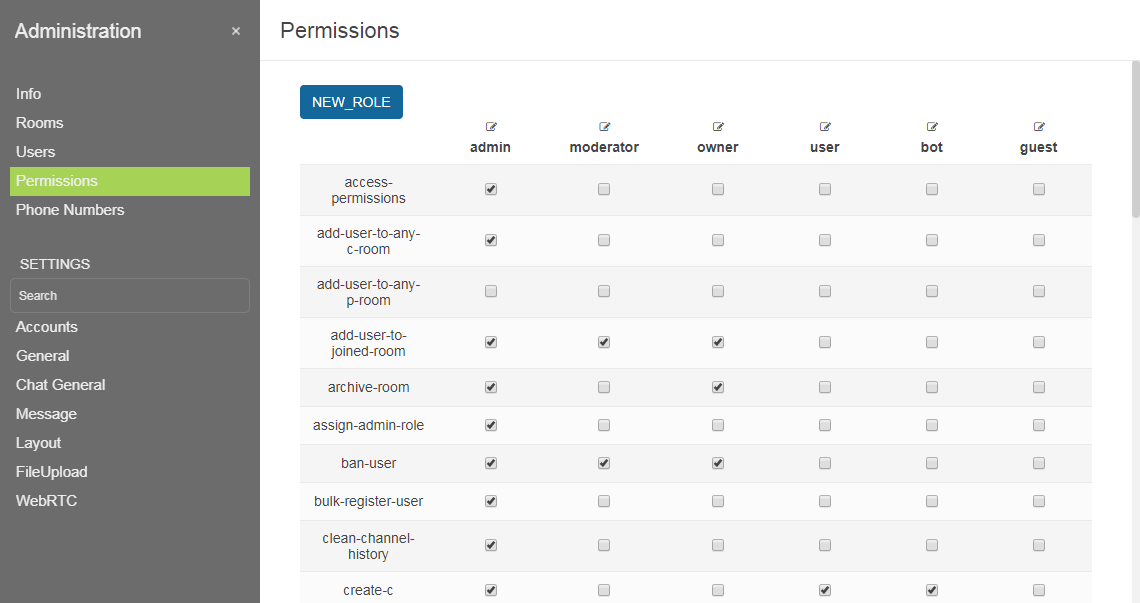 Administration
×
Info
Rooms
Users
Permissions
Phone Numbers
SETTINGS
Search
Accounts
General
Chat General
Message
Layout
FileUpload
WebRTC
Permissions
NEW_ROLE
admin moderator owner user bot guest
access-
permissions
add-user-to-any-
c-room
add-user-to-any-
p-room
add-user-to-
joined-room
archive-room
assign-admin-role
ban-user
bulk-register-user
clean-channel-
history
create-c